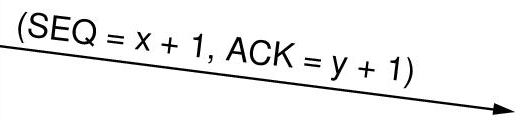 (SEQ = x + 1, ACK = y + 1)